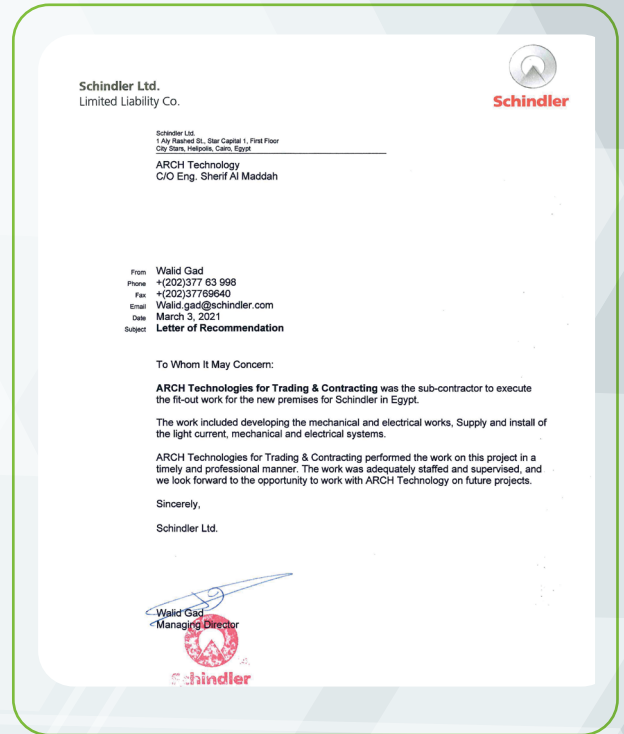 Schindler Ltd.
Limited Liability Co.
Schindler
Schindler Ltd.
1 Aly Rashed St., Star Capital 1, First Floor
City Stars, Helipolis, Cairo, Egypt
ARCH Technology
C/O Eng. Sherif Al Maddah
From Walid Gad
Phone +(202)377 63 998
Fax +(202)37769640
Email Walid.gad@schindler.com
Date March 3, 2021
Subject Letter of Recommendation
To Whom It May Concern:
ARCH Technologies for Trading & Contracting was the sub-contractor to execute
the fit-out work for the new premises for Schindler in Egypt.
The work included developing the mechanical and electrical works, Supply and install of
the light current, mechanical and electrical systems.
ARCH Technologies for Trading & Contracting performed the work on this project in a
timely and professional manner. The work was adequately staffed and supervised, and
we look forward to the opportunity to work with ARCH Technology on future projects.
Sincerely,
Schindler Ltd.
Walid Gad
Managing Director
Schindler